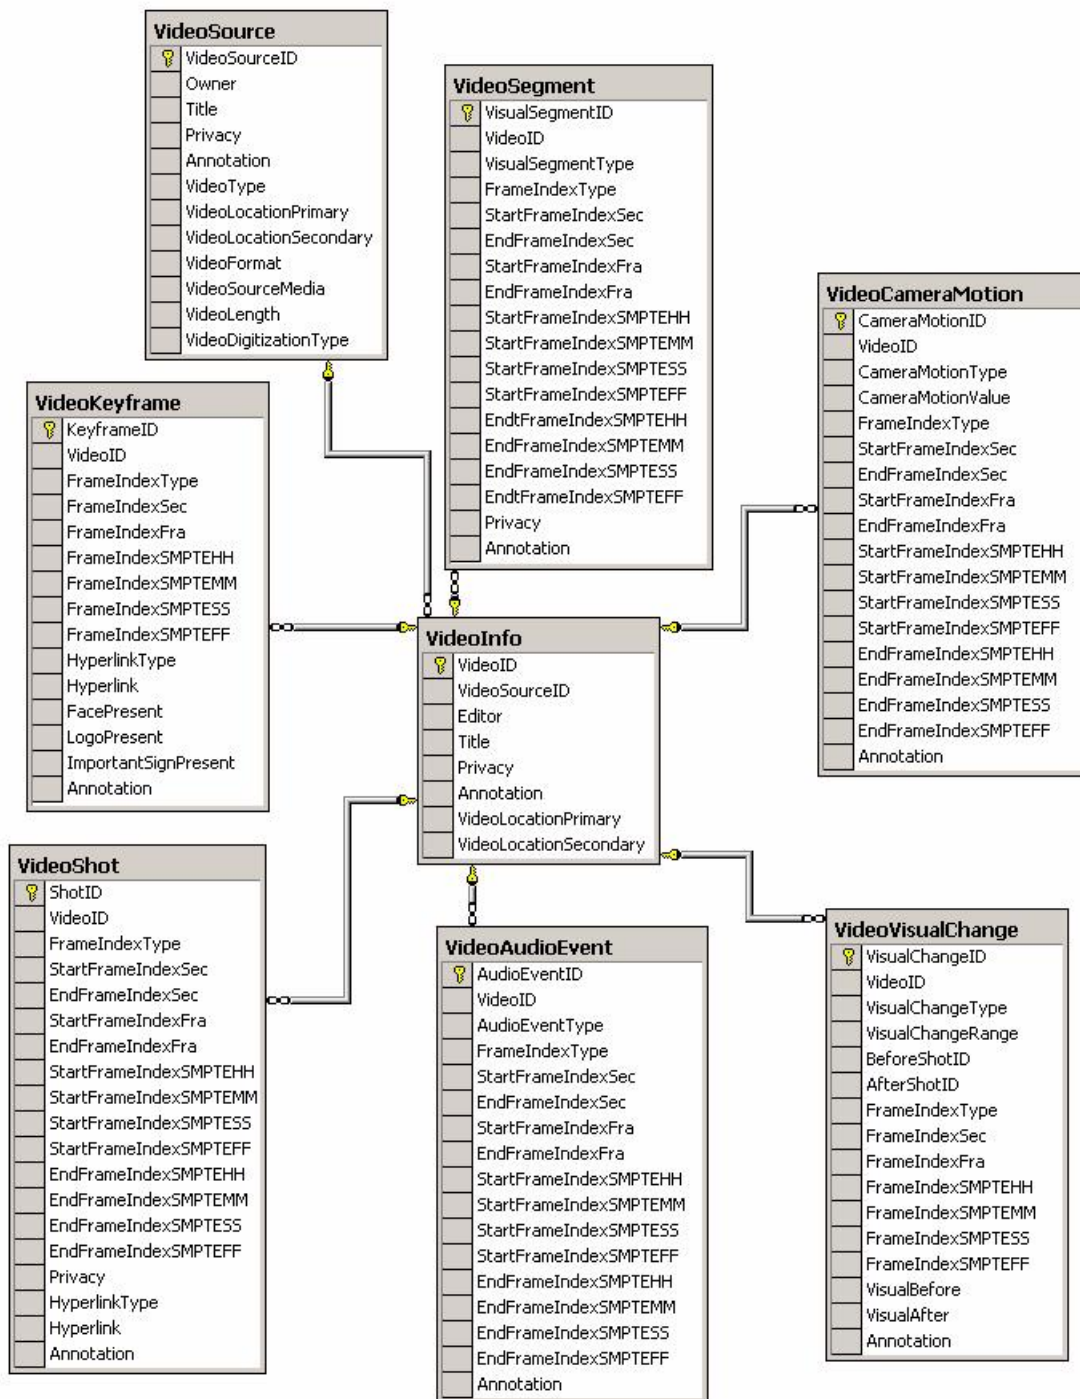 VideoSource
VideoSourceID
Owner
Title
Privacy
Annotation
VideoType
VideoLocationPrimary
VideoLocationSecondary
VideoFormat
VideoSourceMedia
VideoLength
VideoDigitizationType
VideoSegment
VisualSegmentID
VideoID
VisualSegmentType
FrameIndexType
StartFrameIndexSec
EndFrameIndexSec
StartFrameIndexFra
EndFrameIndexFra
StartFrameIndexSMPTEHH
StartFrameIndexSMPTEMM
StartFrameIndexSMPTESS
StartFrameIndexSMPTEFF
EndtFrameIndexSMPTEHH
EndFrameIndexSMPTEMM
EndFrameIndexSMPTESS
EndtFrameIndexSMPTEFF
Privacy
Annotation
VideoCameraMotion
CameraMotionID
VideoID
CameraMotionType
CameraMotionValue
FrameIndexType
StartFrameIndexSec
EndFrameIndexSec
StartFrameIndexFra
EndFrameIndexFra
StartFrameIndexSMPTEHH
StartFrameIndexSMPTEMM
StartFrameIndexSMPTESS
StartFrameIndexSMPTEFF
EndFrameIndexSMPTEHH
EndFrameIndexSMPTEMM
EndFrameIndexSMPTESS
EndFrameIndexSMPTEFF
Annotation
VideoKeyframe
KeyframeID
VideoID
FrameIndexType
FrameIndexSec
FrameIndexFra
FrameIndexSMPTEHH
FrameIndexSMPTEMM
FrameIndexSMPTESS
FrameIndexSMPTEFF
HyperlinkType
Hyperlink
FacePresent
LogoPresent
ImportantSignPresent
Annotation
VideoInfo
VideoID
VideoSourceID
Editor
Title
Privacy
Annotation
VideoLocationPrimary
VideoLocationSecondary
VideoShot
ShotID
VideoID
FrameIndexType
StartFrameIndexSec
EndFrameIndexSec
StartFrameIndexFra
EndFrameIndexFra
StartFrameIndexSMPTEHH
StartFrameIndexSMPTEMM
StartFrameIndexSMPTESS
StartFrameIndexSMPTEFF
EndFrameIndexSMPTEHH
EndFrameIndexSMPTEMM
EndFrameIndexSMPTESS
EndFrameIndexSMPTEFF
Privacy
HyperlinkType
Hyperlink
Annotation
VideoAudioEvent
AudioEventID
VideoID
AudioEventType
FrameIndexType
StartFrameIndexSec
EndFrameIndexSec
StartFrameIndexFra
EndFrameIndexFra
StartFrameIndexSMPTEHH
StartFrameIndexSMPTEMM
StartFrameIndexSMPTESS
StartFrameIndexSMPTEFF
EndFrameIndexSMPTEHH
EndFrameIndexSMPTEMM
EndFrameIndexSMPTESS
EndFrameIndexSMPTEFF
Annotation
VideoVisualChange
VisualChangeID
VideoID
VisualChangeType
VisualChangeRange
BeforeShotID
AfterShotID
FrameIndexType
FrameIndexSec
FrameIndexFra
FrameIndexSMPTEHH
FrameIndexSMPTEMM
FrameIndexSMPTESS
FrameIndexSMPTEFF
VisualBefore
VisualAfter
Annotation